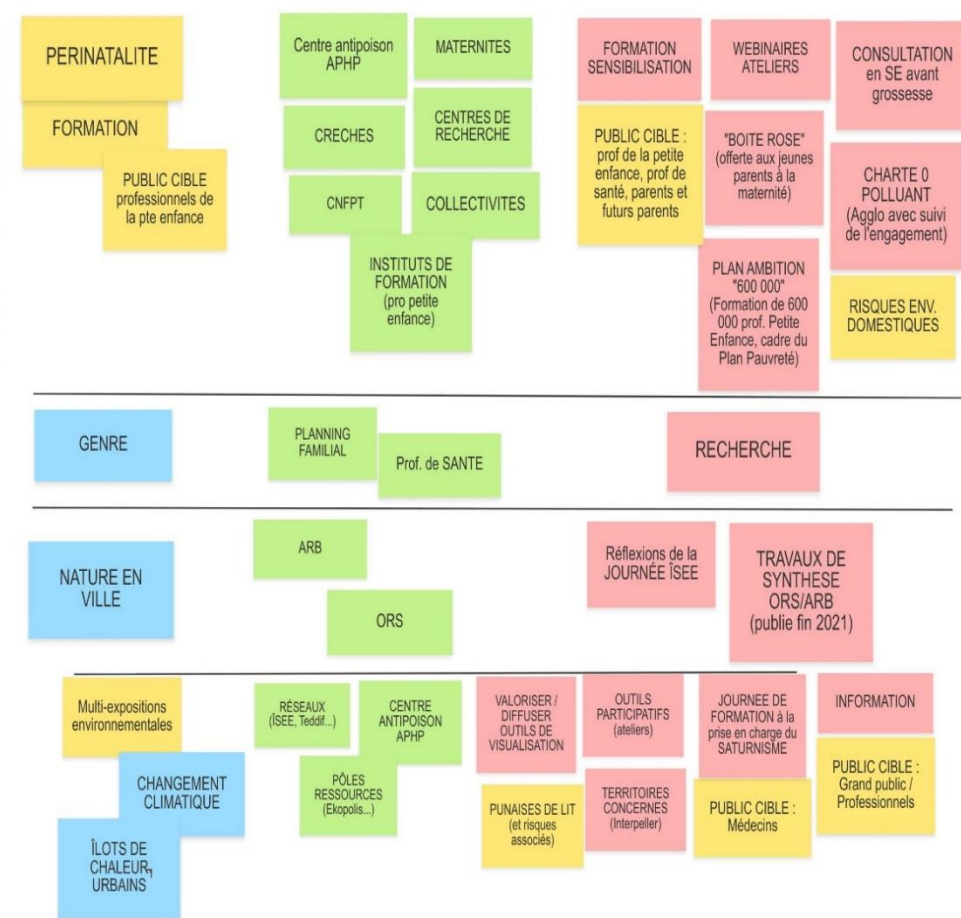 PERINATALITE
FORMATION
PUBLIC CIBLE
professionnels de
la pte enfance
Centre antipoison
APHP
MATERNITES
CRECHES
CENTRES DE
RECHERCHE
CNFPT
COLLECTIVITES
INSTITUTS DE
FORMATION
(pro petite
enfance)
FORMATION
SENSIBILISATION
WEBINAIRES
ATELIERS
CONSULTATION
en SE avant
grossesse
PUBLIC CIBLE :
prof de la petite
enfance, prof de
santé, parents et
futurs parents
"BOITE ROSE"
(offerte aux jeunes
parents à la
maternité)
CHARTE 0
POLLUANT
(Agglo avec suivi
de l'engagement)
PLAN AMBITION
"600 000"
(Formation de 600
000 prof. Petite
Enfance, cadre du
Plan Pauvreté)
RISQUES ENV.
DOMESTIQUES
GENRE
PLANNING
FAMILIAL
Prof. de SANTE
RECHERCHE
NATURE EN
VILLE
ARB
ORS
Réflexions de la
JOURNÉE ÎSEE
TRAVAUX DE
SYNTHESE
ORS/ARB
(publie fin 2021)
Multi-expositions
environnementales
CHANGEMENT
CLIMATIQUE
ÎLOTS DE
CHALEUR
URBAINS
RÉSEAUX
(ÎSEE, Teddif...)
CENTRE
ANTIPOISON
APHP
PÔLES
RESSOURCES
(Ekopolis...)
VALORISER /
DIFFUSER
OUTILS DE
VISUALISATION
OUTILS
PARTICIPATIFS
(ateliers)
JOURNEE DE
FORMATION à la
prise en charge du
SATURNISME
INFORMATION
PUNAISES DE LIT
(et risques
associés)
TERRITOIRES
CONCERNES
(Interpeller)
PUBLIC CIBLE :
Médecins
PUBLIC CIBLE :
Grand public /
Professionnels